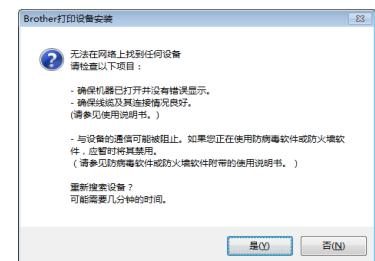 Brother打印设备安装
无法在网络上找到任何设备
请检查以下项目：
- 确保机器已打开并没有错误显示。
- 确保线缆及其连接情况良好。
(请参见使用说明书。)
- 与设备的通信可能被阻止。如果您正在使用防病毒软件或防火墙软
件，应暂时将其禁用。
（请参见防病毒软件或防火墙软件附带的使用说明书。）
重新搜索设备？
可能需要几分钟的时间。
是(Y)
否(N)